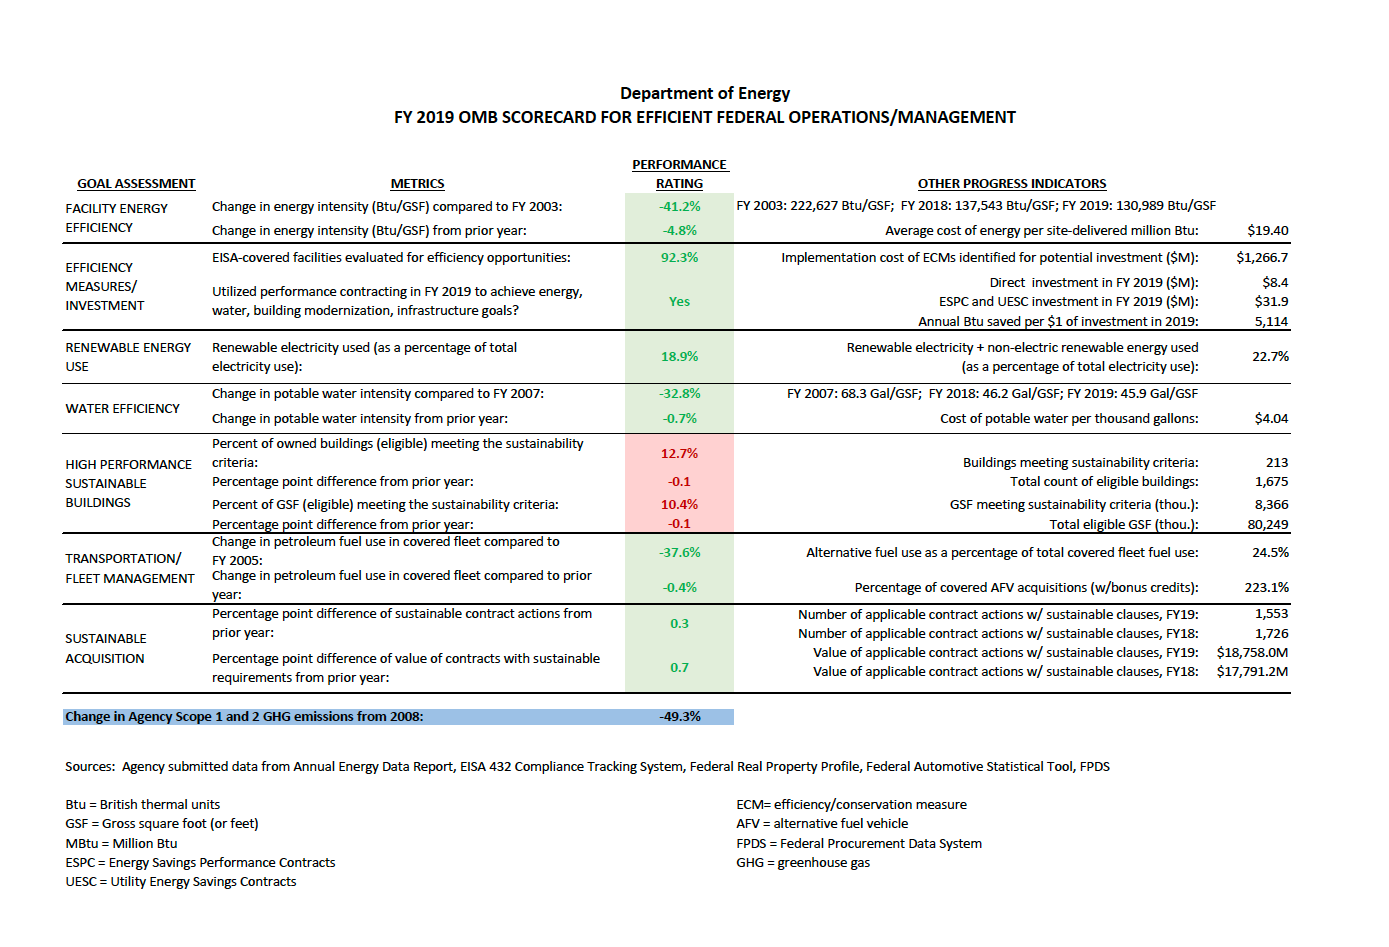 Department of Energy
FY 2019 OMB SCORECARD FOR EFFICIENT FEDERAL OPERATIONS/MANAGEMENT
GOAL ASSESSMENT METRICS PERFORMANCE RATING OTHER PROGRESS INDICATORS
FACILITY ENERGY EFFICIENCY
Change in energy intensity (Btu/GSF) compared to FY 2003: -41.2% FY 2003: 222,627 Btu/GSF; FY 2018: 137,543 Btu/GSF; FY 2019: 130,989 Btu/GSF
Change in energy intensity (Btu/GSF) from prior year: -4.8% Average cost of energy per site-delivered million Btu: $19.40
EFFICIENCY MEASURES/ INVESTMENT
EISA-covered facilities evaluated for efficiency opportunities: 92.3% Implementation cost of ECMs identified for potential investment ($M): $1,266.7
Utilized performance contracting in FY 2019 to achieve energy,
water, building modernization, infrastructure goals? Yes
Direct investment in FY 2019 ($M): $8.4
ESPC and UESC investment in FY 2019 ($M): $31.9
Annual Btu saved per $1 of investment in 2019: 5,114
RENEWABLE ENERGY USE
Renewable electricity used (as a percentage of total
electricity use): 18.9%
Renewable electricity + non-electric renewable energy used
(as a percentage of total electricity use): 22.7%
WATER EFFICIENCY
Change in potable water intensity compared to FY 2007: -32.8% FY 2007: 68.3 Gal/GSF; FY 2018: 46.2 Gal/GSF; FY 2019: 45.9 Gal/GSF
Change in potable water intensity from prior year: -0.7% Cost of potable water per thousand gallons: $4.04
HIGH PERFORMANCE SUSTAINABLE BUILDINGS
Percent of owned buildings (eligible) meeting the sustainability
criteria: 12.7% Buildings meeting sustainability criteria: 213
Percentage point difference from prior year: -0.1 Total count of eligible buildings: 1,675
Percent of GSF (eligible) meeting the sustainability criteria: 10.4% GSF meeting sustainability criteria (thou.): 8,366
Percentage point difference from prior year: -0.1 Total eligible GSF (thou.): 80,249
TRANSPORTATION/ FLEET MANAGEMENT
Change in petroleum fuel use in covered fleet compared to
FY 2005: -37.6% Alternative fuel use as a percentage of total covered fleet fuel use: 24.5%
Change in petroleum fuel use in covered fleet compared to prior
year: -0.4% Percentage of covered AFV acquisitions (w/bonus credits): 223.1%
SUSTAINABLE ACQUISITION
Percentage point difference of sustainable contract actions from
prior year: 0.3
Number of applicable contract actions w/ sustainable clauses, FY19: 1,553
Number of applicable contract actions w/ sustainable clauses, FY18: 1,726
Percentage point difference of value of contracts with sustainable
requirements from prior year: 0.7
Value of applicable contract actions w/ sustainable clauses, FY19: $18,758.0M
Value of applicable contract actions w/ sustainable clauses, FY18: $17,791.2M
Change in Agency Scope 1 and 2 GHG emissions from 2008: -49.3%
Sources: Agency submitted data from Annual Energy Data Report, EISA 432 Compliance Tracking System, Federal Real Property Profile, Federal Automotive Statistical Tool, FPDS
Btu = British thermal units
GSF = Gross square foot (or feet)
MBtu = Million Btu
ESPC = Energy Savings Performance Contracts
UESC = Utility Energy Savings Contracts
ECM= efficiency/conservation measure
AFV = alternative fuel vehicle
FPDS = Federal Procurement Data System
GHG = greenhouse gas